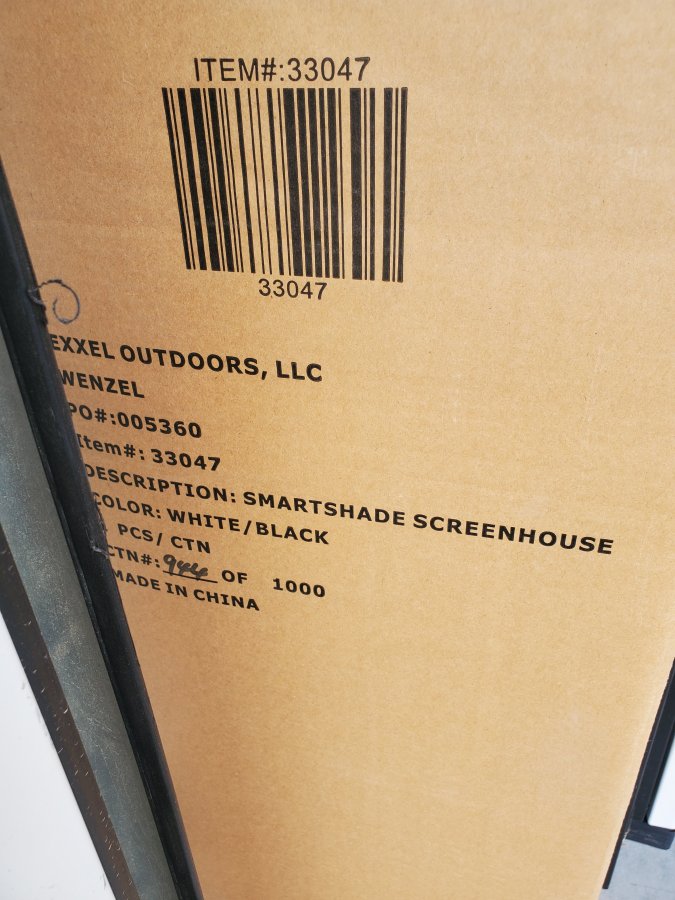 ITEM#:33047
33047
EXXEL OUTDOORS, LLC
WENZEL
PO#:005360
Item#: 33047
DESCRIPTION: SMARTSHADE SCREENHOUSE
COLOR: WHITE/BLACK
PCS/ CTN
CTN#: 944 OF 1000
MADE IN CHINA